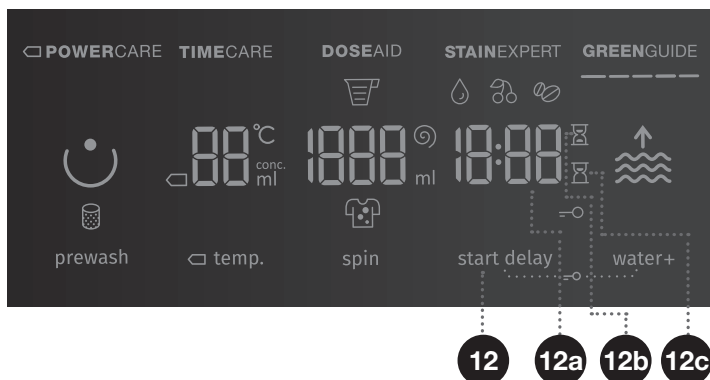 POWERCARE TIMECARE DOSEAID STAINEXPERT GREENGUIDE
88 °C 1888 18:88
conc.
ml ml
prewash temp. spin start delay water+
12 12a 12b 12c